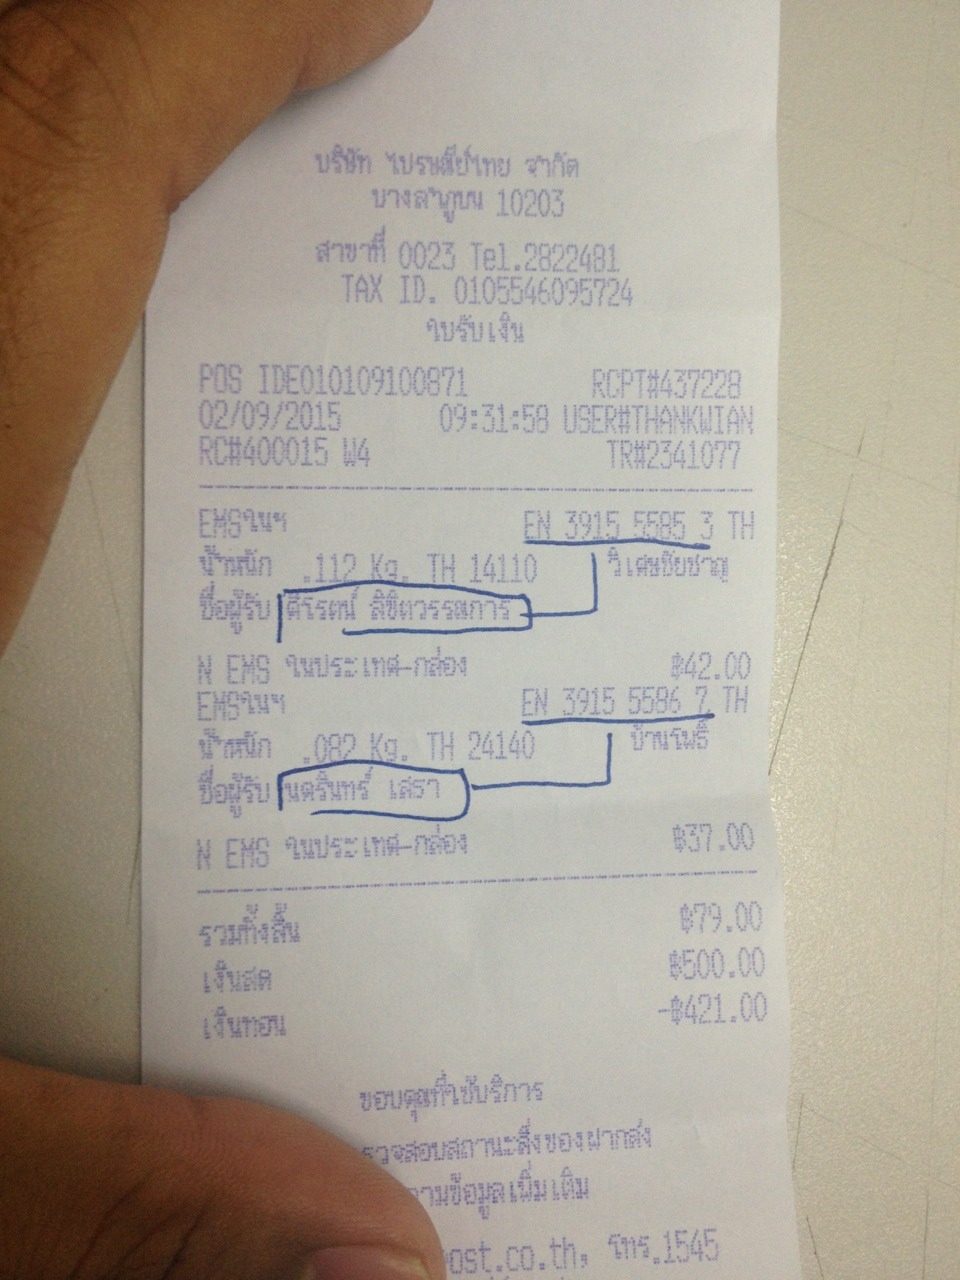 บริษัท ไปรษณีย์ไทย จำกัด
บางลำภูบน 10203
สาขาที่ 0023 Tel.2822481
TAX ID. 0105546095724
ใบรับเงิน
POS IDE010109100871 RCPT#437228
02/09/2015 09:31:58 USER#THANKWIAN
RC#400015 W4 TR#2341077
EMSในฯ EN 3915 5585 3 TH
น้ำหนัก .112 Kg. TH 14110 วิเศษชัยชาญ
ชื่อผู้รับ ลิขิตวรรณการ
N EMS ในประเทศ-กล่อง ฿42.00
EMSในฯ EN 3915 5586 7 TH
น้ำหนัก .082 Kg. TH 24140 บ้านโพธิ์
ชื่อผู้รับ นครินทร์ เสรา
N EMS ในประเทศ-กล่อง ฿37.00
รวมทั้งสิ้น ฿79.00
เงินสด ฿500.00
เงินทอน -฿421.00
ขอบคุณที่ใช้บริการ
รวจสอบสถานะสิ่งของฝากส่ง
ามข้อมูลเพิ่มเติม
ost.co.th, โทร.1545